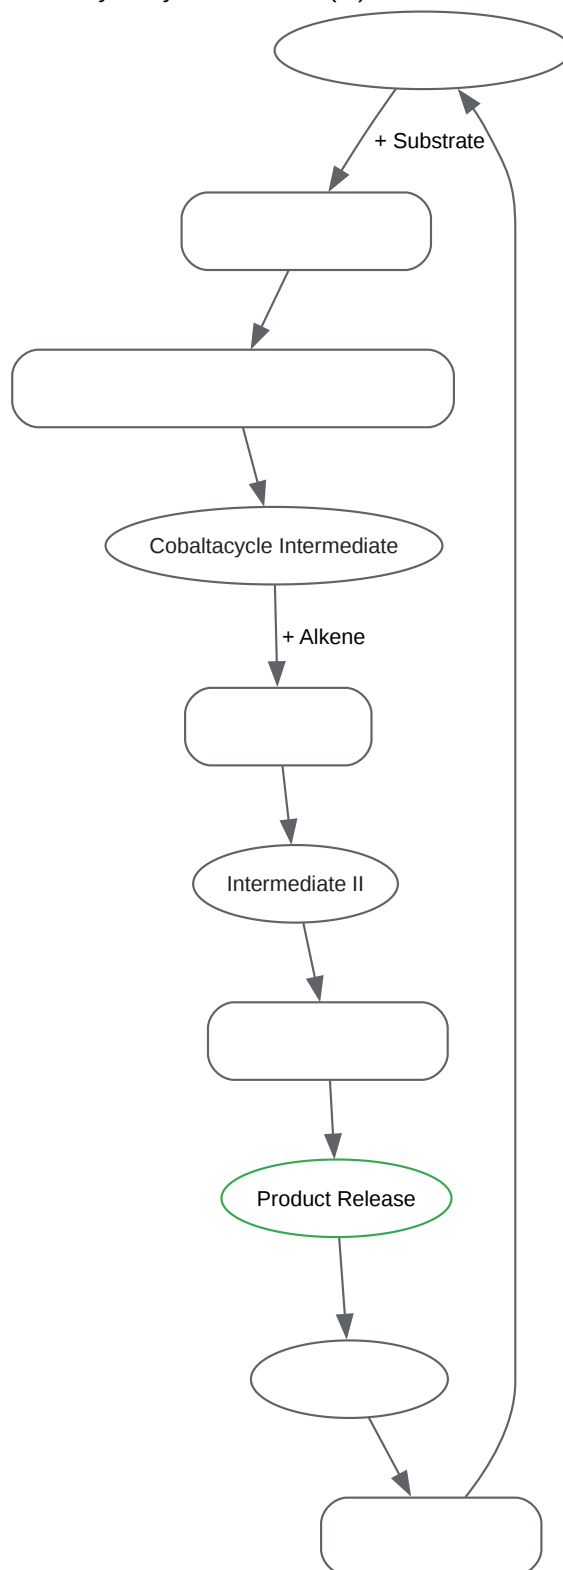 + Substrate
Cobaltacycle Intermediate
+ Alkene
Intermediate II
Product Release